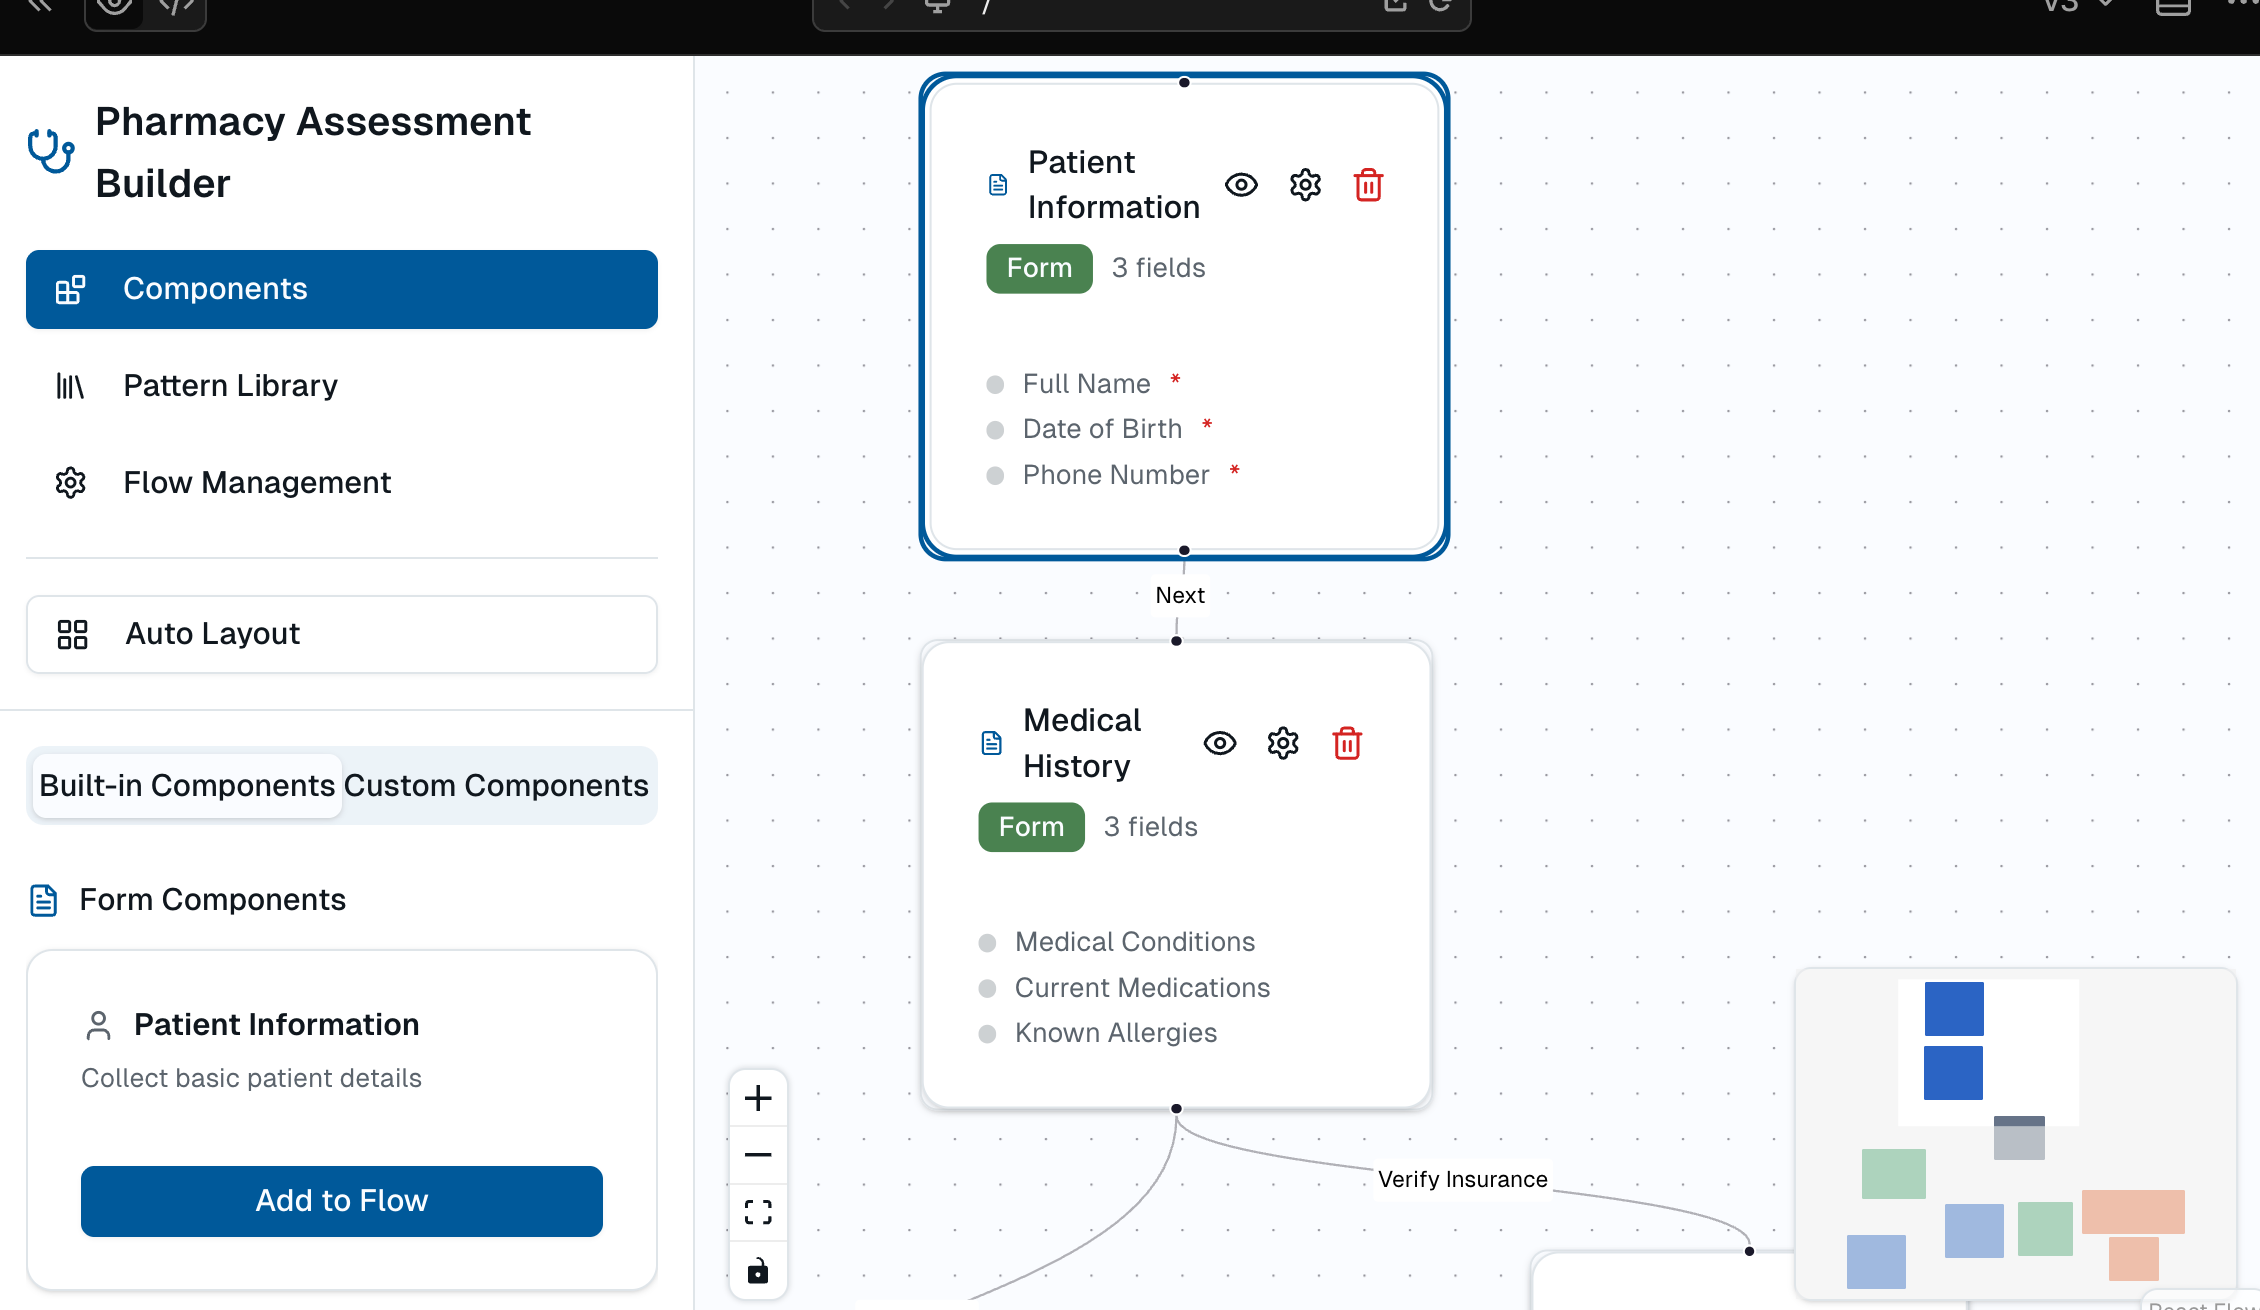 /
v3
Pharmacy Assessment
Builder
Components
Pattern Library
Flow Management
Auto Layout
Built-in Components
Custom Components
Form Components
Patient Information
Collect basic patient details
Add to Flow
Patient
Information
Form
3 fields
Full Name *
Date of Birth *
Phone Number *
Next
Medical
History
Form
3 fields
Medical Conditions
Current Medications
Known Allergies
Verify Insurance
React Flow